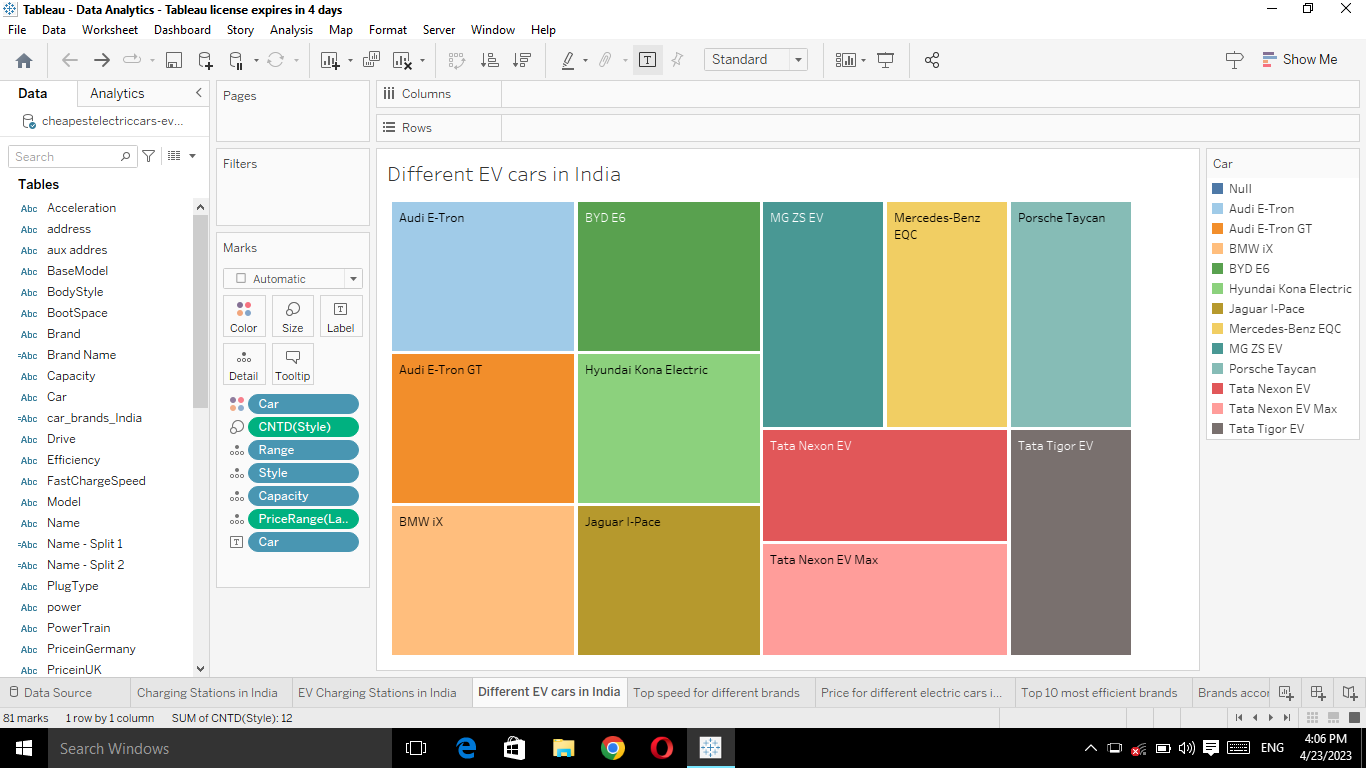 Tableau - Data Analytics - Tableau license expires in 4 days
File Data Worksheet Dashboard Story Analysis Map Format Server Window Help
Standard
Show Me
Data Analytics
cheapestelectriccars-ev...
Search
Tables
Abc Acceleration
Abc address
Abc aux addres
Abc BaseModel
Abc BodyStyle
Abc BootSpace
Abc Brand
=Abc Brand Name
Abc Capacity
Abc Car
=Abc car_brands_India
Abc Drive
Abc Efficiency
Abc FastChargeSpeed
Abc Model
Abc Name
=Abc Name - Split 1
=Abc Name - Split 2
Abc PlugType
Abc power
Abc PowerTrain
Abc PriceinGermany
Abc PriceinUK
Pages
Filters
Marks
Automatic
Color Size Label
Detail Tooltip
Car
CNTD(Style)
Range
Style
Capacity
PriceRange(La..
Car
Columns
Rows
Different EV cars in India
Audi E-Tron
BYD E6
MG ZS EV
Mercedes-Benz
EQC
Porsche Taycan
Audi E-Tron GT
Hyundai Kona Electric
Tata Nexon EV
Tata Tigor EV
BMW iX
Jaguar I-Pace
Tata Nexon EV Max
Car
Null
Audi E-Tron
Audi E-Tron GT
BMW iX
BYD E6
Hyundai Kona Electric
Jaguar I-Pace
Mercedes-Benz EQC
MG ZS EV
Porsche Taycan
Tata Nexon EV
Tata Nexon EV Max
Tata Tigor EV
Data Source Charging Stations in India EV Charging Stations in India Different EV cars in India Top speed for different brands Price for different electric cars i... Top 10 most efficient brands Brands accor
81 marks 1 row by 1 column SUM of CNTD(Style): 12
Search Windows
ENG
4:06 PM
4/23/2023